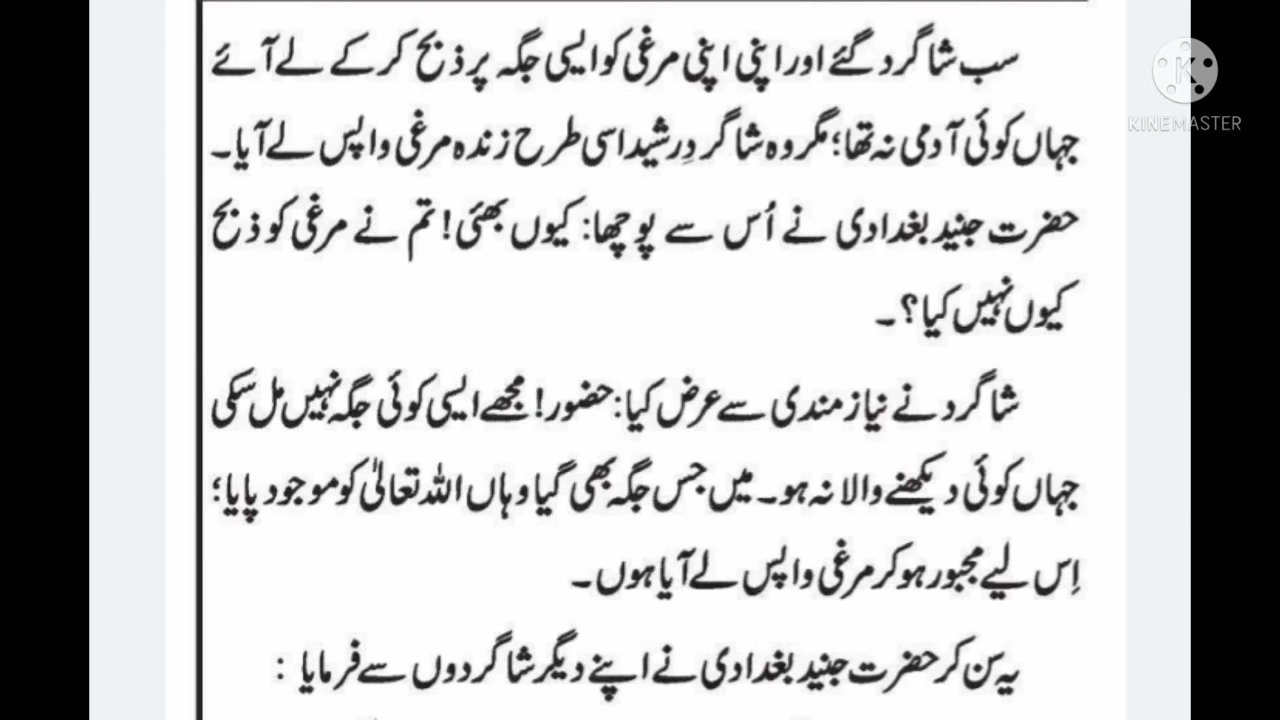 سب شاگرد گئے اور اپنی اپنی مرغی کو ایسی جگہ پر ذبح کر کے لے آئے
جہاں کوئی آدمی نہ تھا؛ مگر وہ شاگردِ رشید اسی طرح زندہ مرغی واپس لے آیا۔
حضرت جنید بغدادی نے اُس سے پوچھا: کیوں بھئی! تم نے مرغی کو ذبح
کیوں نہیں کیا؟۔
شاگرد نے نیاز مندی سے عرض کیا: حضور! مجھے ایسی کوئی جگہ نہیں مل سکی
جہاں کوئی دیکھنے والا نہ ہو۔ میں جس جگہ بھی گیا وہاں اللہ تعالیٰ کو موجود پایا؛
اِس لیے مجبور ہو کر مرغی واپس لے آیا ہوں۔
یہ سن کر حضرت جنید بغدادی نے اپنے دیگر شاگردوں سے فرمایا :
K
KINEMASTER